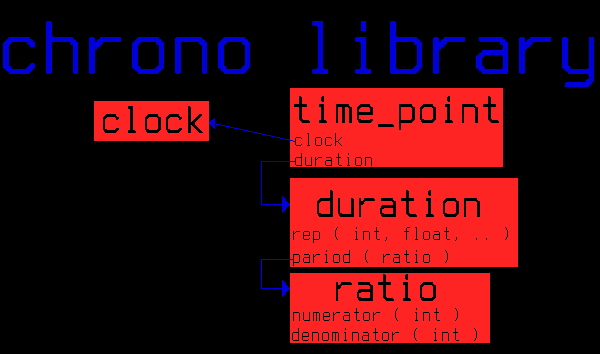 chrono library
clock
time_point
clock
duration
duration
rep ( int, float, .. )
pariod ( ratio )
ratio
numerator ( int )
denominator ( int )